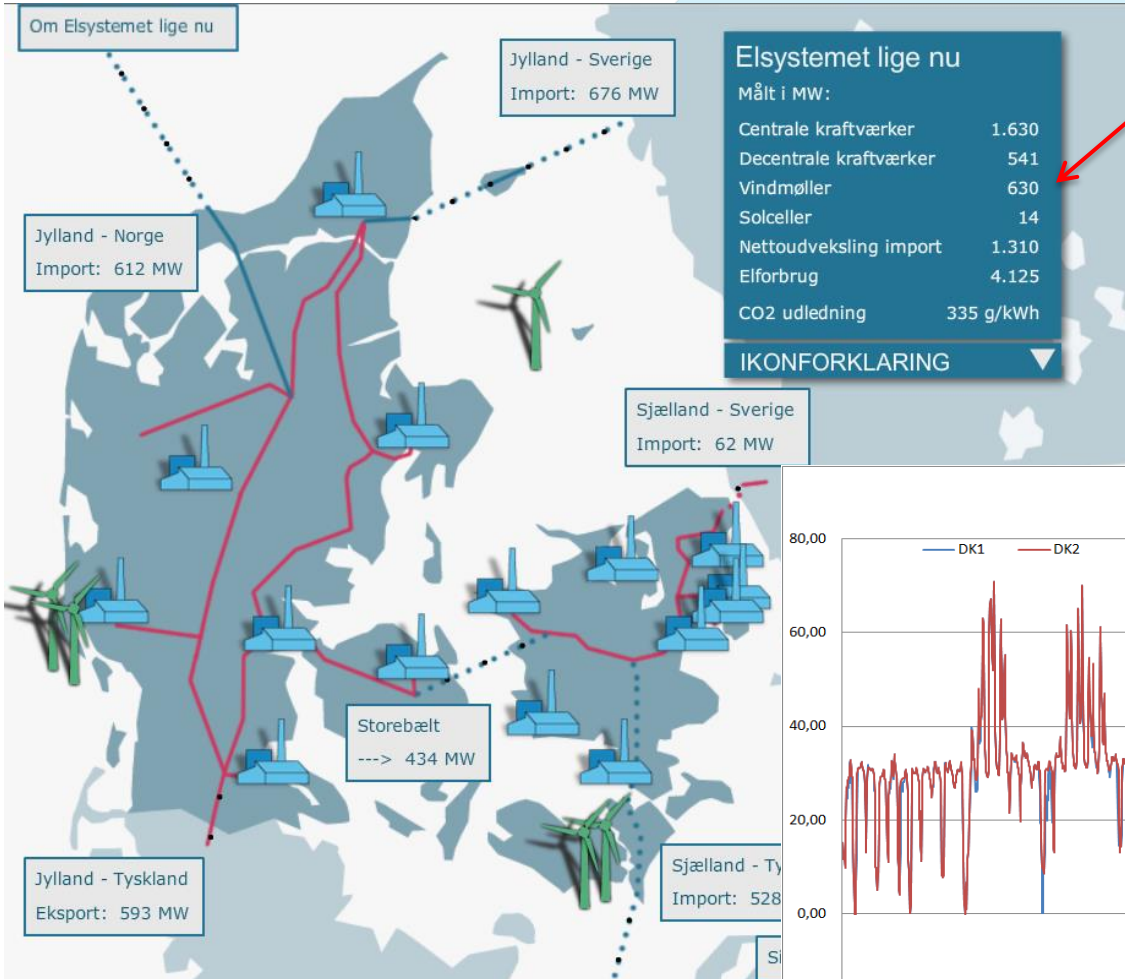 Om Elsystemet lige nu
Jylland - Sverige
Import: 676 MW
Elsystemet lige nu
Målt i MW:
Centrale kraftværker 1.630
Decentrale kraftværker 541
Vindmøller 630
Solceller 14
Nettoudveksling import 1.310
Elforbrug 4.125
CO2 udledning 335 g/kWh
IKONFORKLARING
Jylland - Norge
Import: 612 MW
Sjælland - Sverige
Import: 62 MW
Storebælt
---> 434 MW
Jylland - Tyskland
Eksport: 593 MW
Sjælland - Ty
Import: 528
80,00
DK1
DK2
60,00
40,00
20,00
0,00